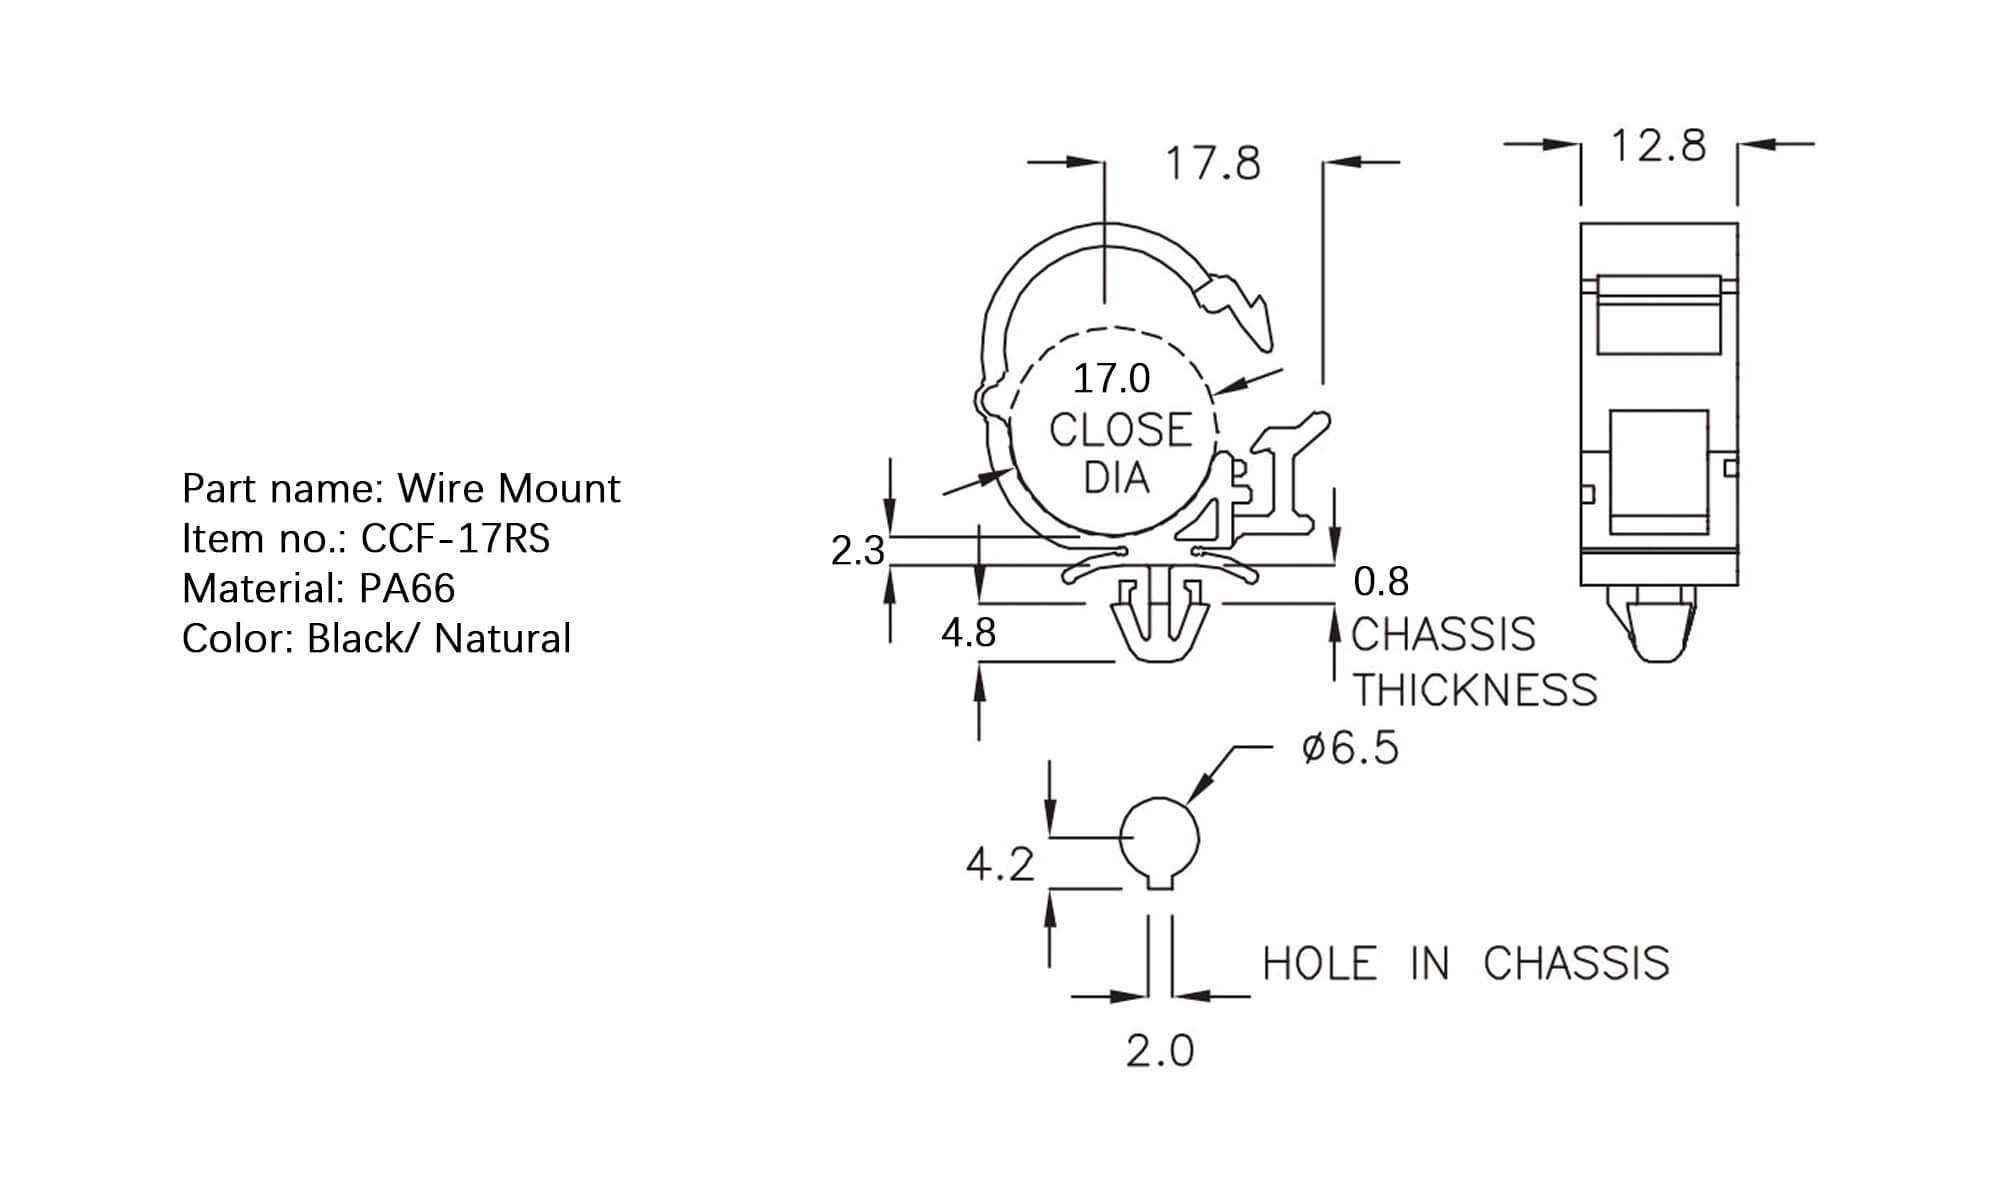 Part name: Wire Mount
Item no.: CCF-17RS
Material: PA66
Color: Black/ Natural
17.8
12.8
17.0
CLOSE
DIA
2.3
4.8
0.8
CHASSIS
THICKNESS
ø6.5
4.2
HOLE IN CHASSIS
2.0